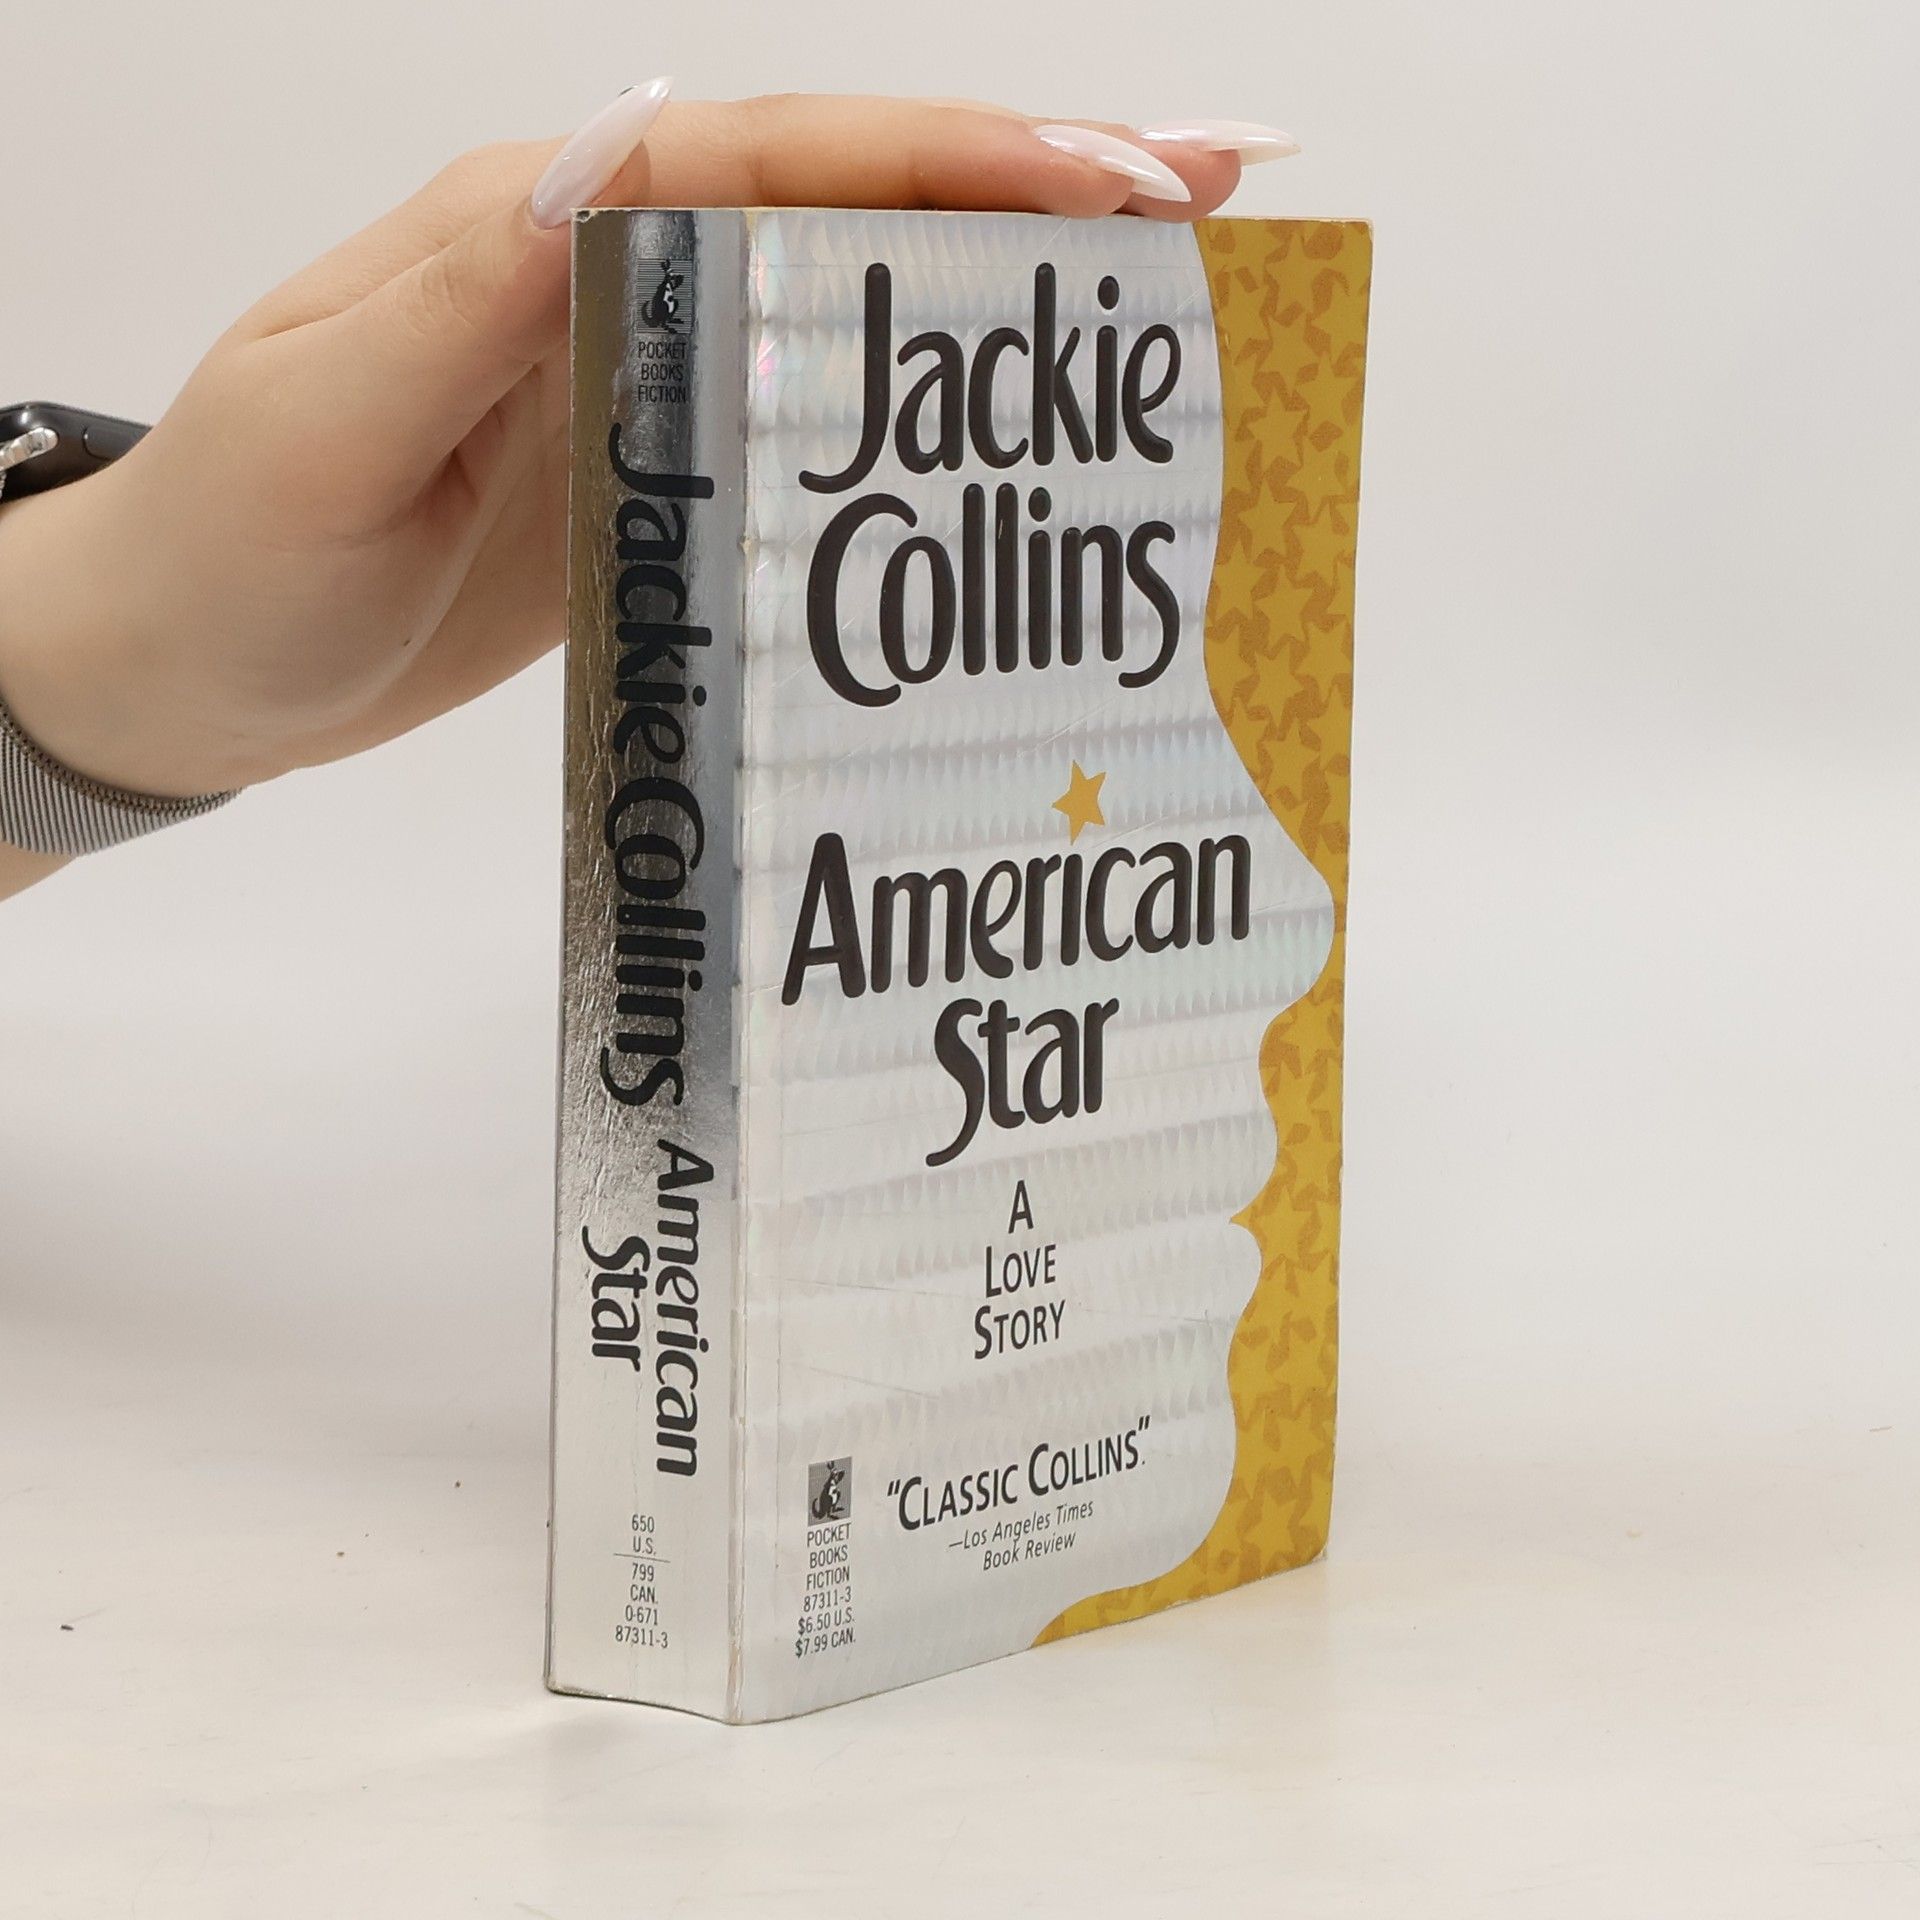 POCKET
BOOKS
FICTION
Jackie Collins
American
Star
650
U.S.
799
CAN.
0-671
87311-3
Jackie
Collins
American
Star
A
LOVE
STORY
"CLASSIC COLLINS."
—Los Angeles Times
Book Review
POCKET
BOOKS
FICTION
87311-3
$6.50 U.S.
$7.99 CAN.